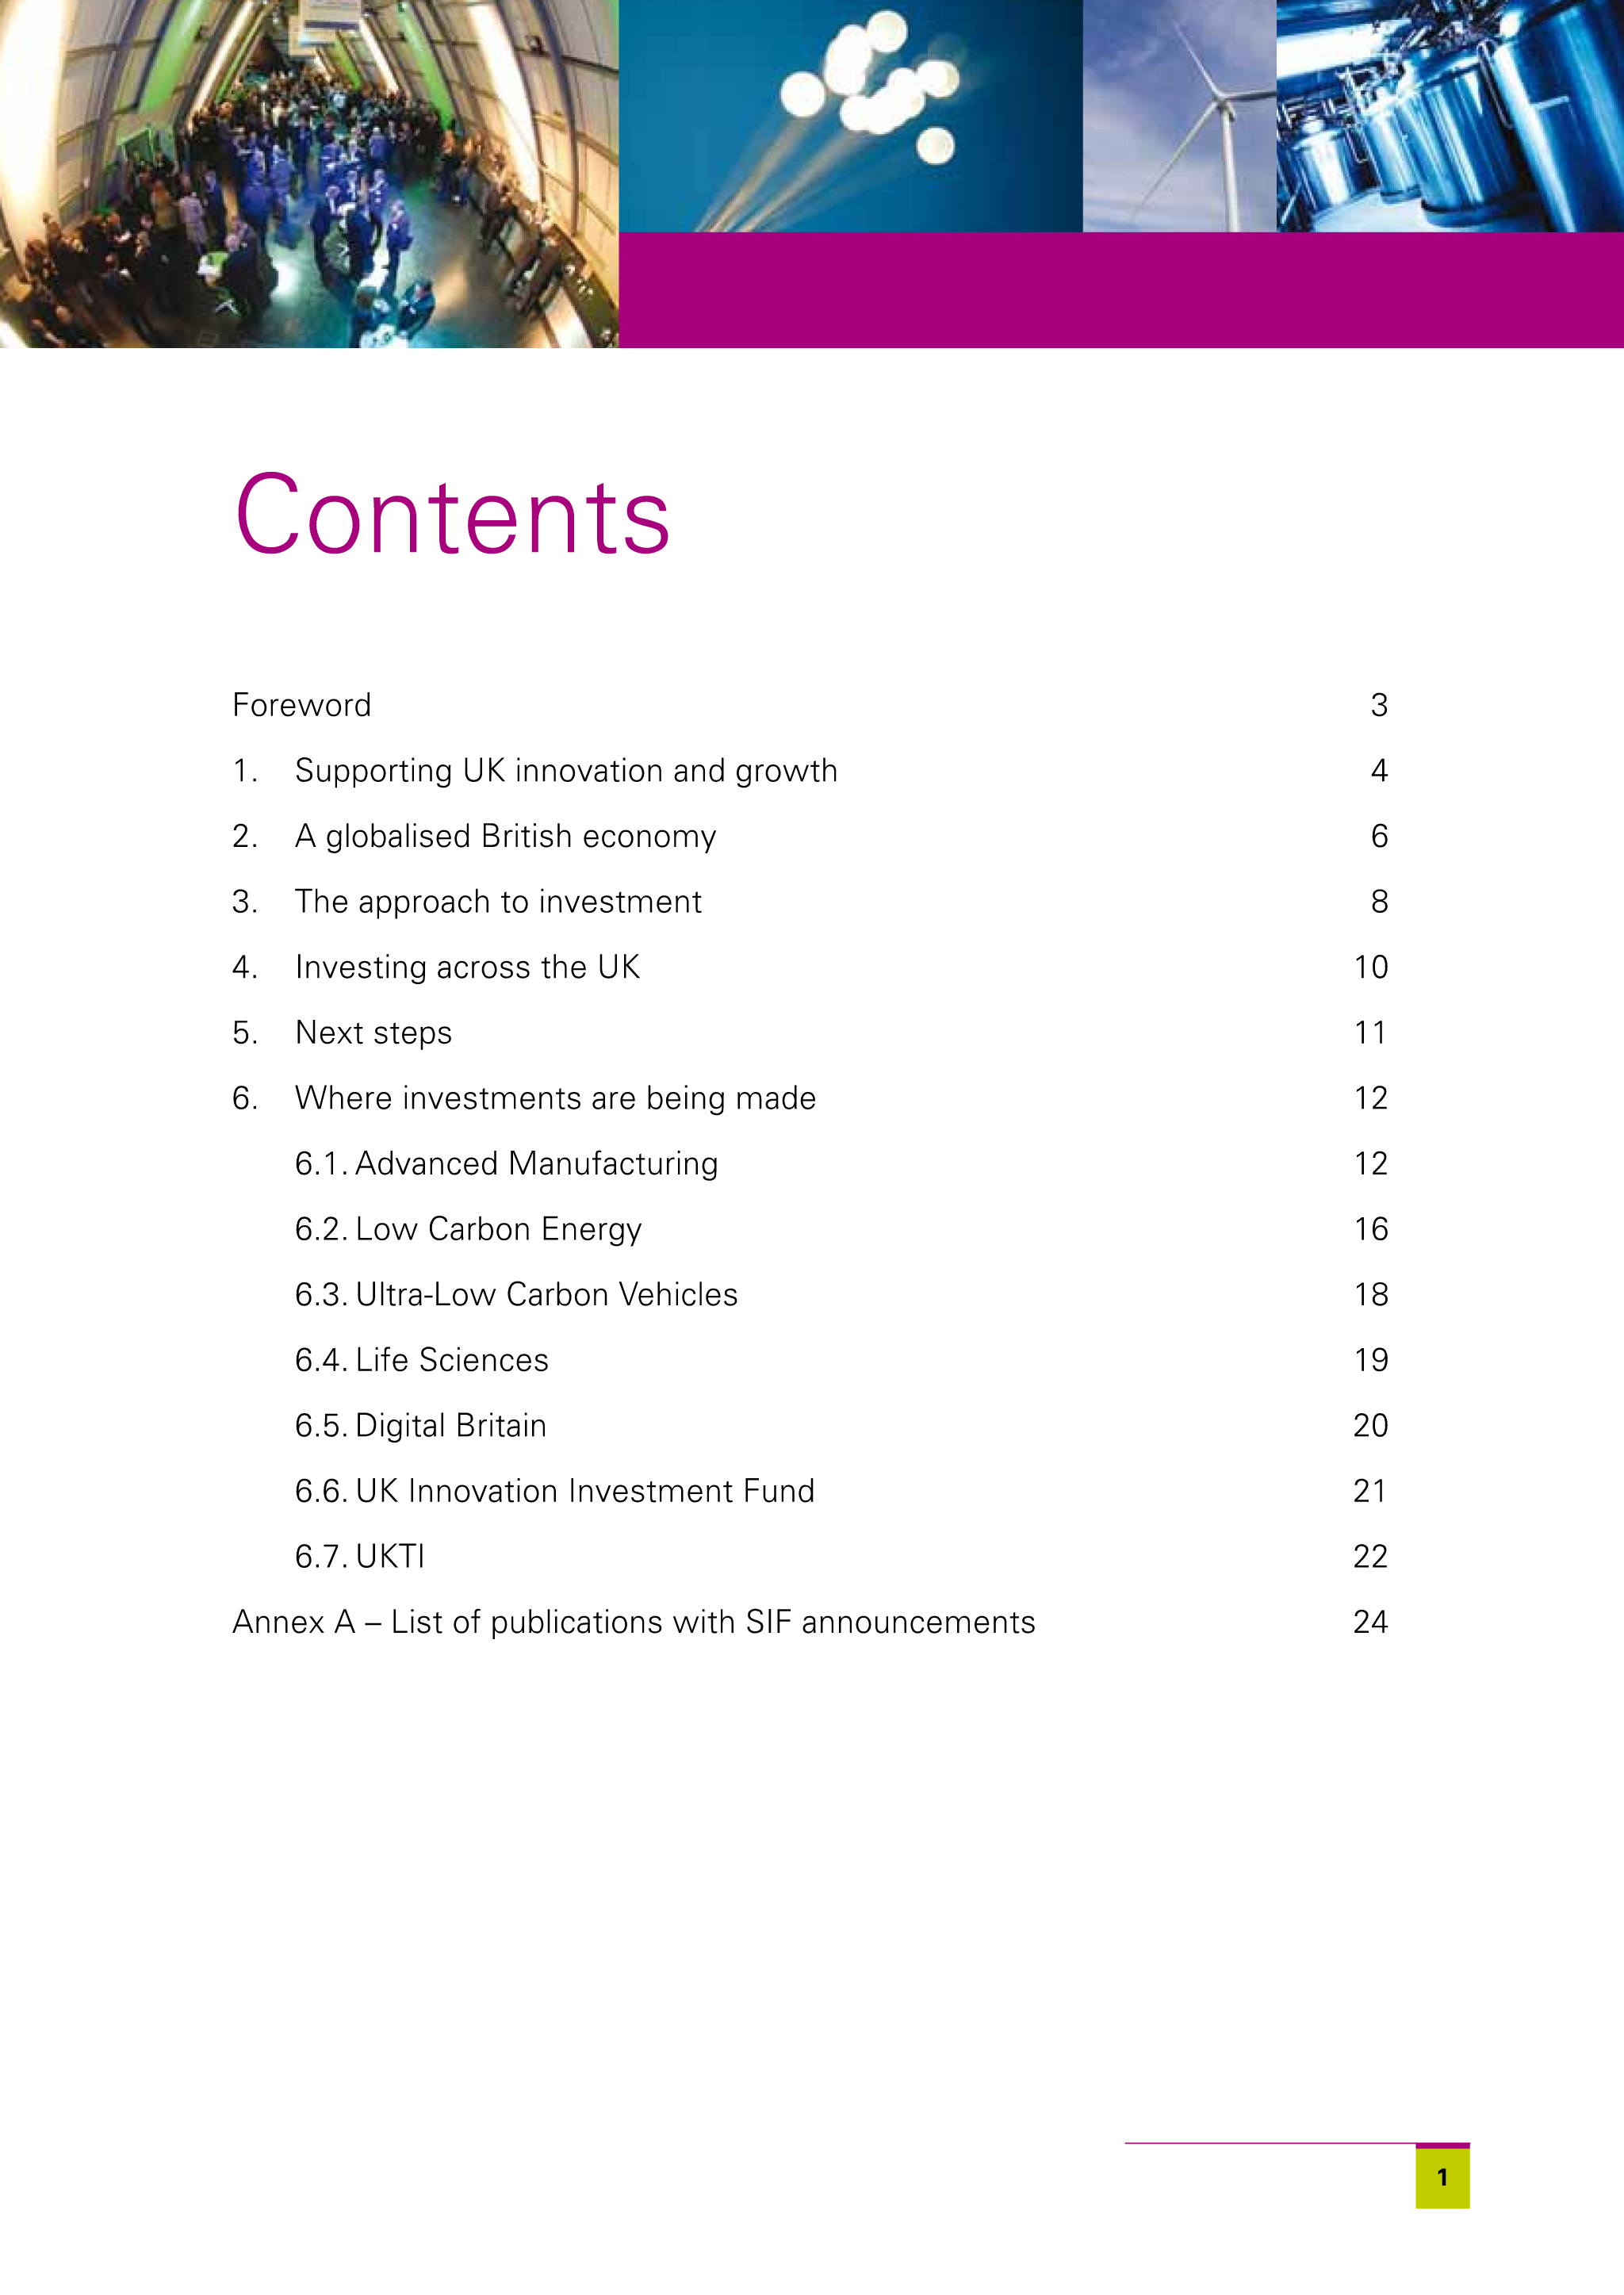 Contents
Foreword 3
1. Supporting UK innovation and growth 4
2. A globalised British economy 6
3. The approach to investment 8
4. Investing across the UK 10
5. Next steps 11
6. Where investments are being made 12
6.1. Advanced Manufacturing 12
6.2. Low Carbon Energy 16
6.3. Ultra-Low Carbon Vehicles 18
6.4. Life Sciences 19
6.5. Digital Britain 20
6.6. UK Innovation Investment Fund 21
6.7. UKTI 22
Annex A – List of publications with SIF announcements 24
1